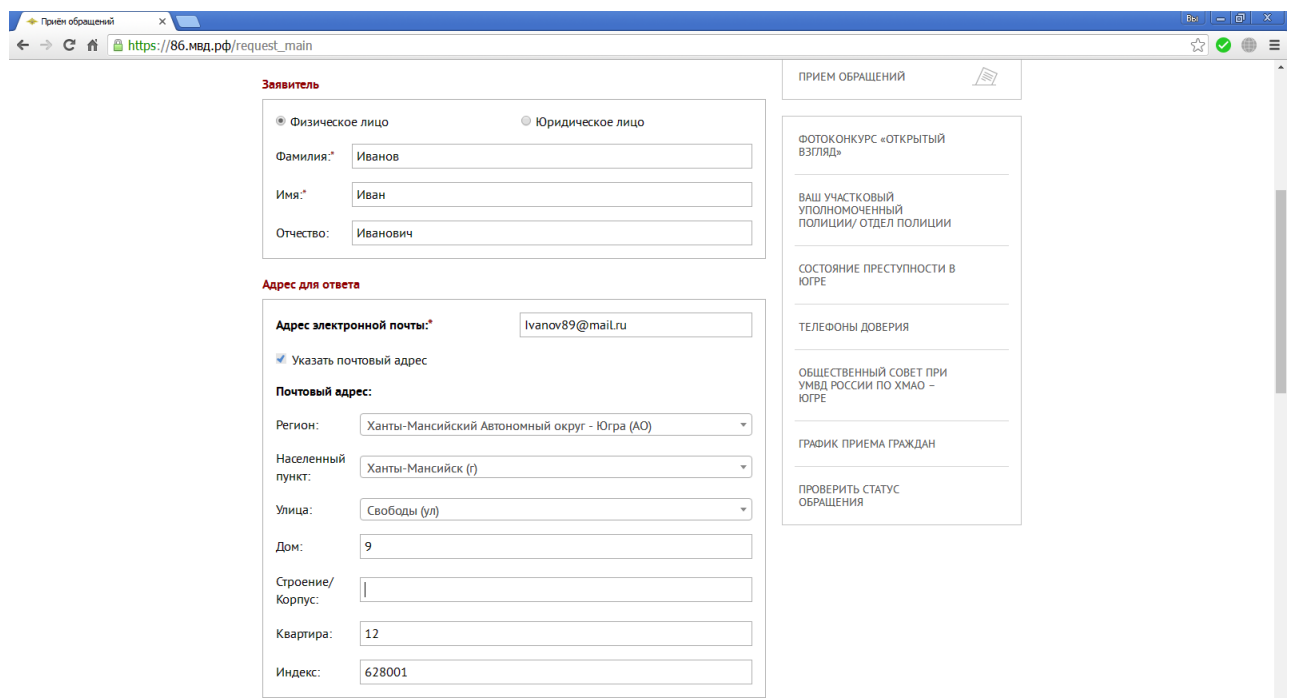 Приём обращений
Вы
https://86.мвд.рф/request_main
Заявитель
Физическое лицо
Юридическое лицо
Фамилия:* Иванов
Имя:* Иван
Отчество: Иванович
Адрес для ответа
Адрес электронной почты:* Ivanov89@mail.ru
Указать почтовый адрес
Почтовый адрес:
Регион: Ханты-Мансийский Автономный округ - Югра (АО)
Населенный
пункт:
Ханты-Мансийск (г)
Улица: Свободы (ул)
Дом: 9
Строение/
Корпус:
Квартира: 12
Индекс: 628001
ПРИЕМ ОБРАЩЕНИЙ
ФОТОКОНКУРС «ОТКРЫТЫЙ
ВЗГЛЯД»
ВАШ УЧАСТКОВЫЙ
УПОЛНОМОЧЕННЫЙ
ПОЛИЦИИ/ ОТДЕЛ ПОЛИЦИИ
СОСТОЯНИЕ ПРЕСТУПНОСТИ В
ЮГРЕ
ТЕЛЕФОНЫ ДОВЕРИЯ
ОБЩЕСТВЕННЫЙ СОВЕТ ПРИ
УМВД РОССИИ ПО ХМАО –
ЮГРЕ
ГРАФИК ПРИЕМА ГРАЖДАН
ПРОВЕРИТЬ СТАТУС
ОБРАЩЕНИЯ